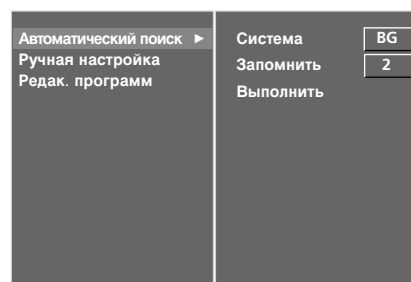 Автоматический поиск ►
Ручная настройка
Редак. программ
Система BG
Запомнить 2
Выполнить